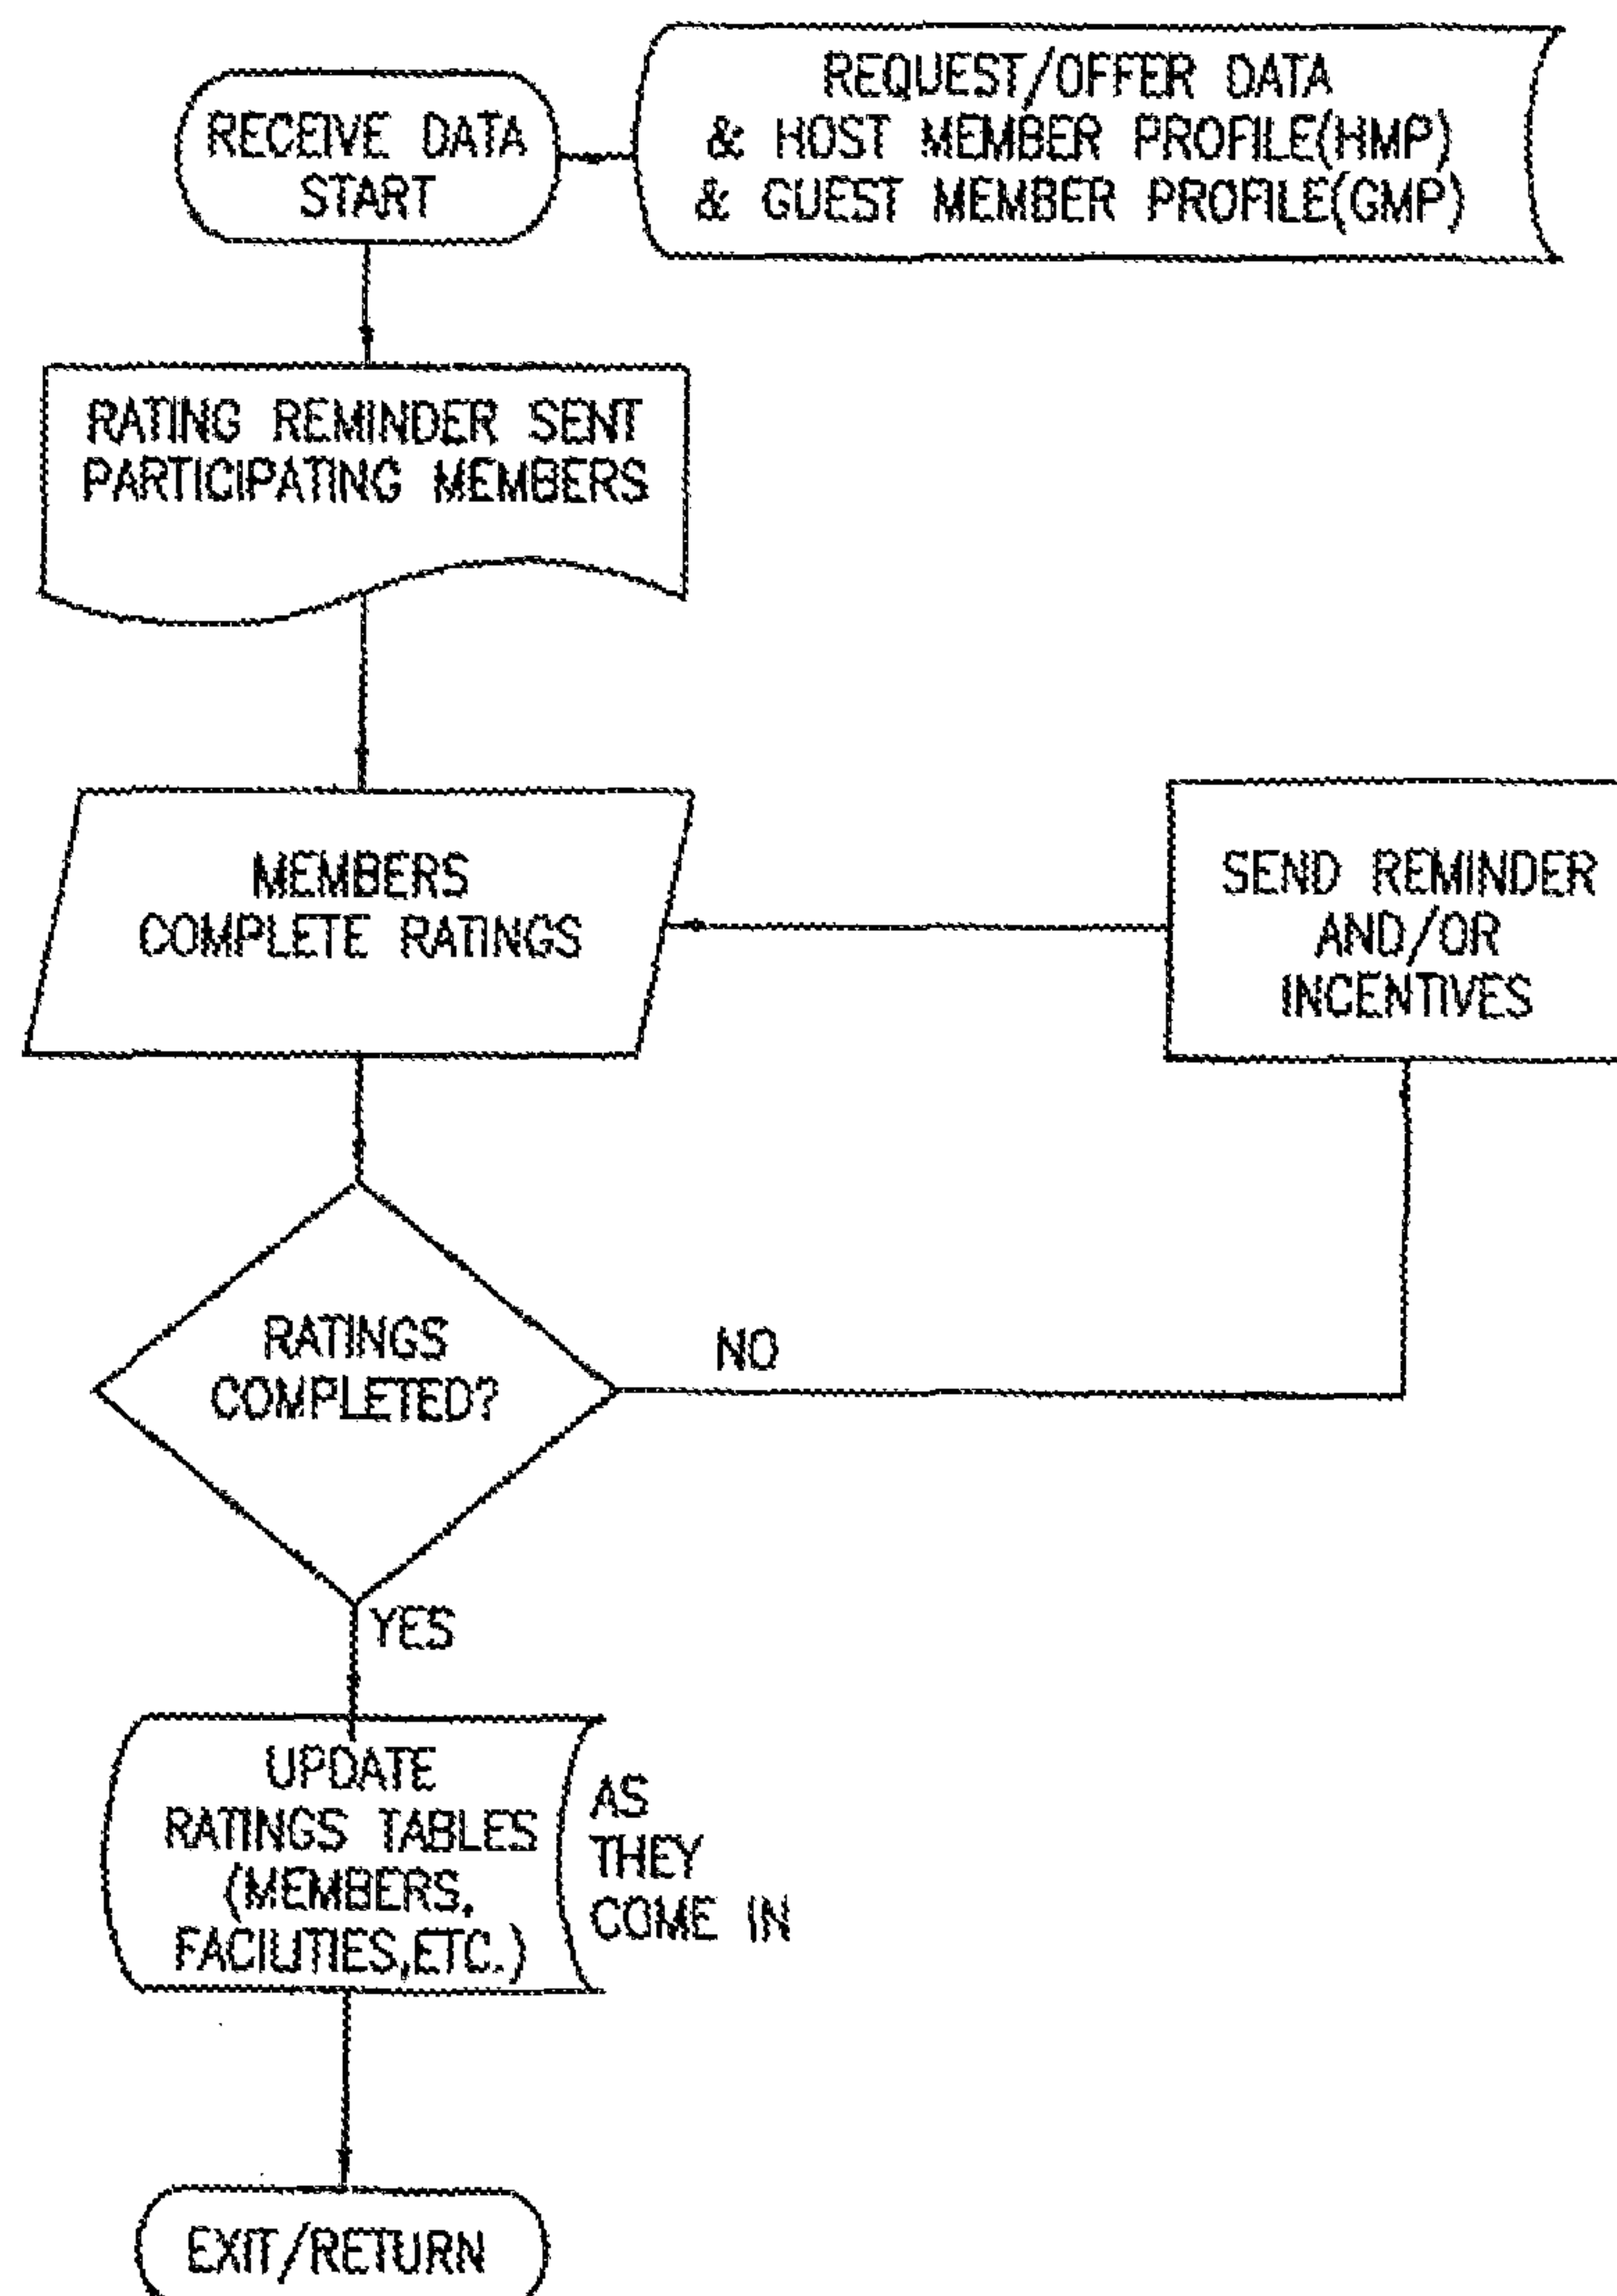 RECEIVE DATA
START
REQUEST/OFFER DATA
& HOST MEMBER PROFILE(HMP)
& GUEST MEMBER PROFILE(GMP)
RATING REMINDER SENT
PARTICIPATING MEMBERS
MEMBERS
COMPLETE RATINGS
SEND REMINDER
AND/OR
INCENTIVES
RATINGS
COMPLETED?
NO
YES
UPDATE
RATINGS TABLES
(MEMBERS,
FACILITIES,ETC.)
AS
THEY
COME IN
EXIT/RETURN